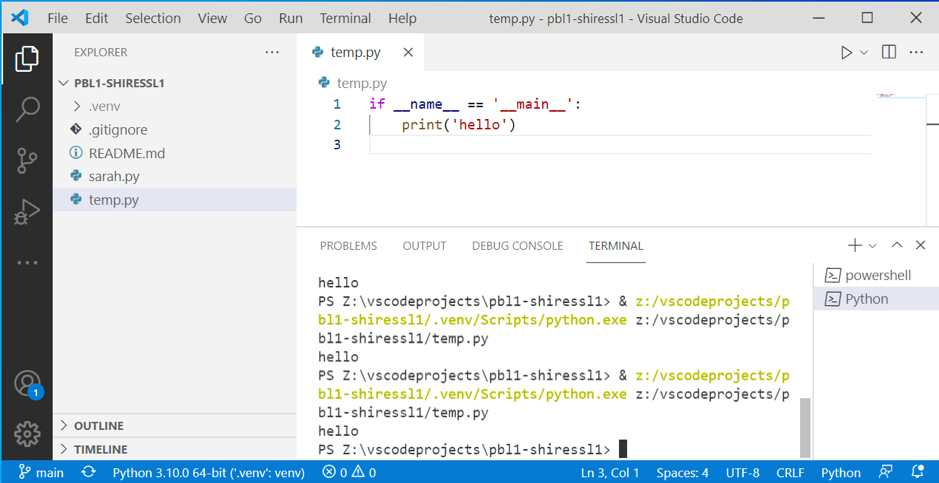 File Edit Selection View Go Run Terminal Help temp.py - pbl1-shiressl1 - Visual Studio Code
EXPLORER
PBL1-SHIRESSL1
.venv
.gitignore
README.md
sarah.py
temp.py
OUTLINE
TIMELINE
temp.py
temp.py
1 if __name__ == '__main__':
2 print('hello')
3
PROBLEMS OUTPUT DEBUG CONSOLE TERMINAL
hello
PS Z:\vscodeprojects\pbl1-shiressl1> & z:/vscodeprojects/p
bl1-shiressl1/.venv/Scripts/python.exe z:/vscodeprojects/p
bl1-shiressl1/temp.py
hello
PS Z:\vscodeprojects\pbl1-shiressl1> & z:/vscodeprojects/p
bl1-shiressl1/.venv/Scripts/python.exe z:/vscodeprojects/p
bl1-shiressl1/temp.py
hello
PS Z:\vscodeprojects\pbl1-shiressl1>
powershell
Python
1
main Python 3.10.0 64-bit ('.venv': venv) 0 0 Ln 3, Col 1 Spaces: 4 UTF-8 CRLF Python